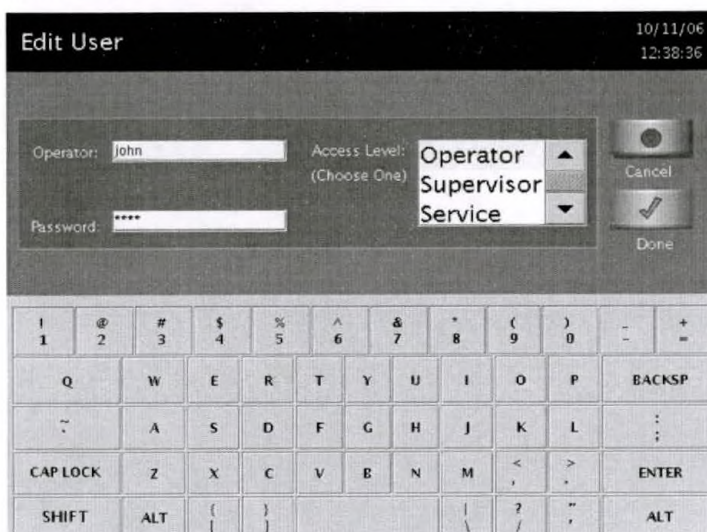 Edit User
10/11/06
12:38:36
Operator: john
Access Level:
(Choose One)
Operator
Supervisor
Service
Password: ****
Cancel
Done
! @ # $ % ^ & * ( ) - +
1 2 3 4 5 6 7 8 9 0 - =
Q W E R T Y U I O P BACKSP
~ A S D F G H J K L : ;
CAP LOCK Z X C V B N M < , > . ENTER
SHIFT ALT { [ } ] | \ ? / " ALT